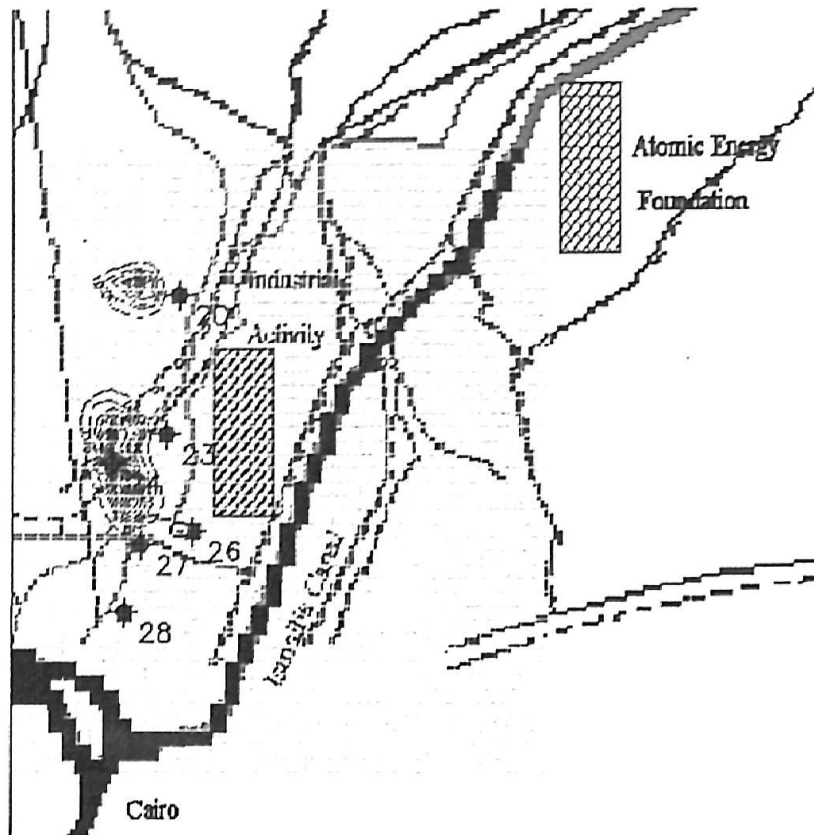 Atomic Energy
Foundation
Industrial
20
Activity
23
26
27
28
Ismailia Canal
Cairo